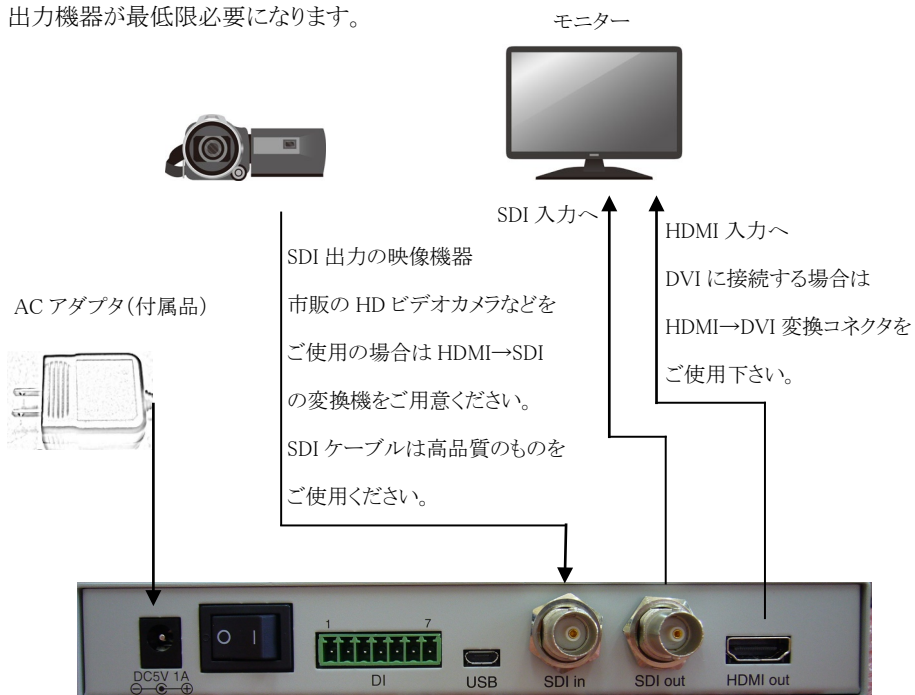 出力機器が最低限必要になります。
モニター
SDI 入力へ
HDMI 入力へ
DVI に接続する場合は
HDMI→DVI 変換コネクタを
ご使用下さい。
SDI 出力の映像機器
市販の HD ビデオカメラなどを
ご使用の場合は HDMI→SDI
の変換機をご用意ください。
SDI ケーブルは高品質のものを
ご使用ください。
AC アダプタ(付属品)
1 7
DC5V 1A
DI
USB
SDI in
SDI out
HDMI out